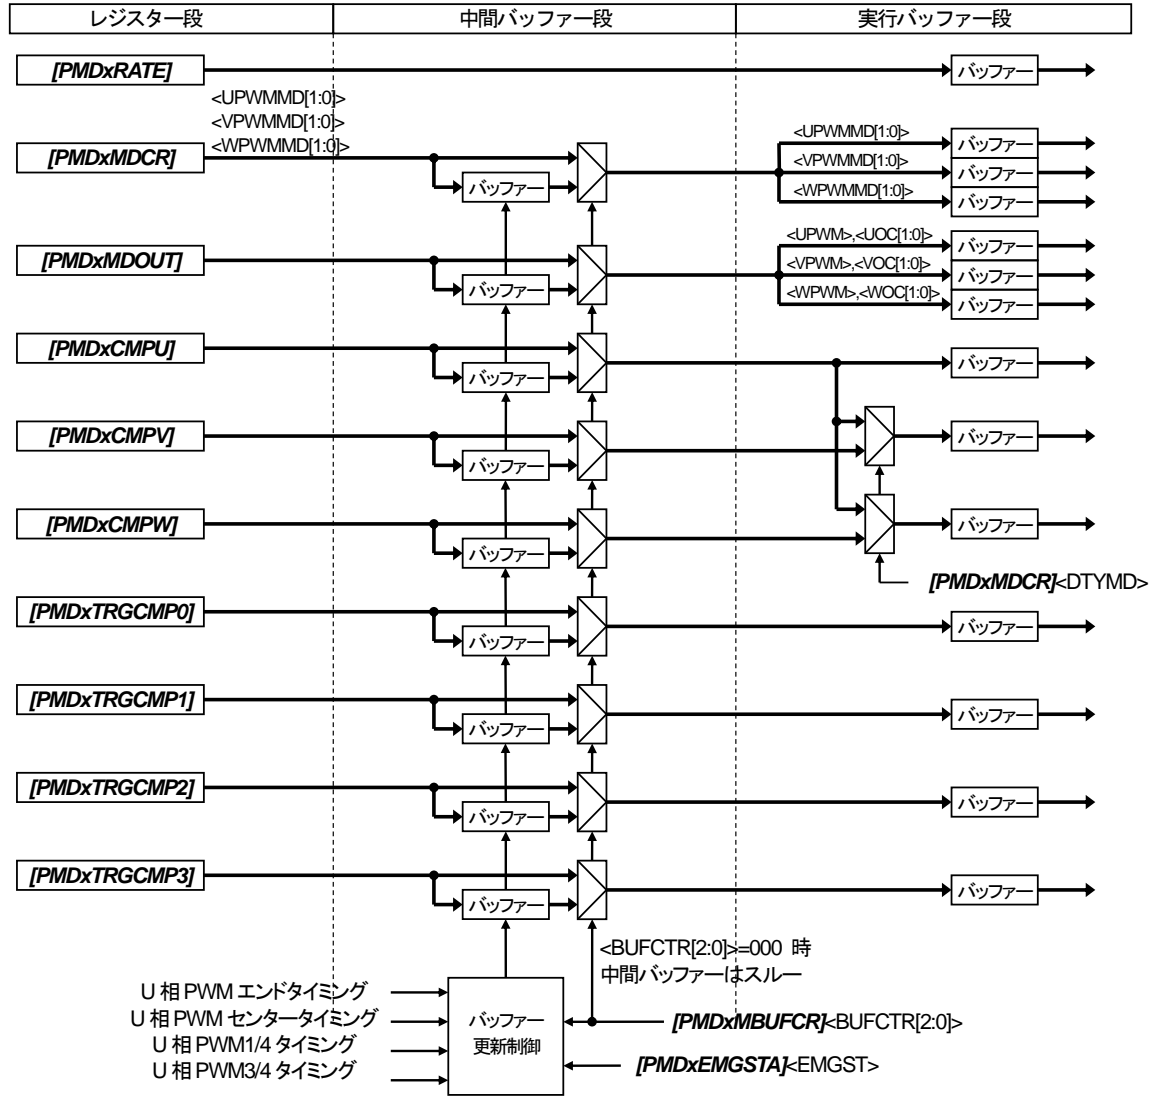 レジスター段 中間バッファー段 実行バッファー段
[PMDxRATE] バッファー
<UPWMMD[1:0]>
<VPWMMD[1:0]>
<WPWMMD[1:0]>
[PMDxMDCR]
バッファー
<UPWMMD[1:0]> バッファー
<VPWMMD[1:0]> バッファー
<WPWMMD[1:0]> バッファー
[PMDxMDOUT]
バッファー
<UPWM>,<UOC[1:0]> バッファー
<VPWM>,<VOC[1:0]> バッファー
<WPWM>,<WOC[1:0]> バッファー
[PMDxCMPU]
バッファー
バッファー
[PMDxCMPV]
バッファー
バッファー
[PMDxCMPW]
バッファー
バッファー
[PMDxMDCR]<DTYMD>
[PMDxTRGCMP0]
バッファー
バッファー
[PMDxTRGCMP1]
バッファー
バッファー
[PMDxTRGCMP2]
バッファー
バッファー
[PMDxTRGCMP3]
バッファー
バッファー
<BUFCTR[2:0]>=000 時
中間バッファーはスルー
U 相 PWM エンドタイミング
U 相 PWM センタータイミング
U 相 PWM1/4 タイミング
U 相 PWM3/4 タイミング
バッファー
更新制御
[PMDxMBUFCR]<BUFCTR[2:0]>
[PMDxEMGSTA]<EMGST>